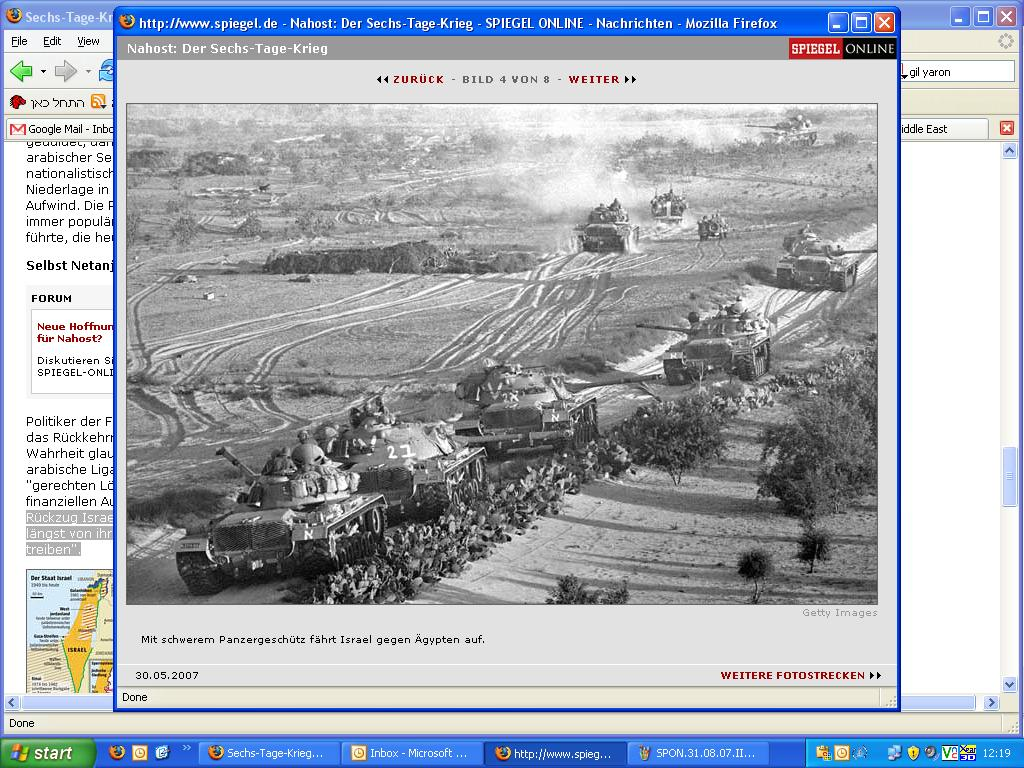 Sechs-Tage-Kr
http://www.spiegel.de - Nahost: Der Sechs-Tage-Krieg - SPIEGEL ONLINE - Nachrichten - Mozilla Firefox
File Edit View
gil yaron
התחל כאן
Google Mail - Inbo
iddle East
Nahost: Der Sechs-Tage-Krieg
SPIEGEL ONLINE
ZURÜCK - BILD 4 VON 8 - WEITER
arabischer Se
nationalistisch
Niederlage in
Aufwind. Die F
immer populä
führte, die her
Selbst Netanj
FORUM
Neue Hoffnun
für Nahost?
Diskutieren Si
SPIEGEL-ONLI
Politiker der F
das Rückkehrr
Wahrheit glau
arabische Liga
"gerechten Lö
finanziellen Au
Rückzug Israe
längst von ihr
treiben".
Der Staat Israel
1949 bis heute
ISRAEL
21
Getty Images
Mit schwerem Panzergeschütz fährt Israel gegen Ägypten auf.
30.05.2007
WEITERE FOTOSTRECKEN
Done
Done
start
Sechs-Tage-Krieg...
Inbox - Microsoft ...
http://www.spieg...
SPON.31.08.07.II...
12:19